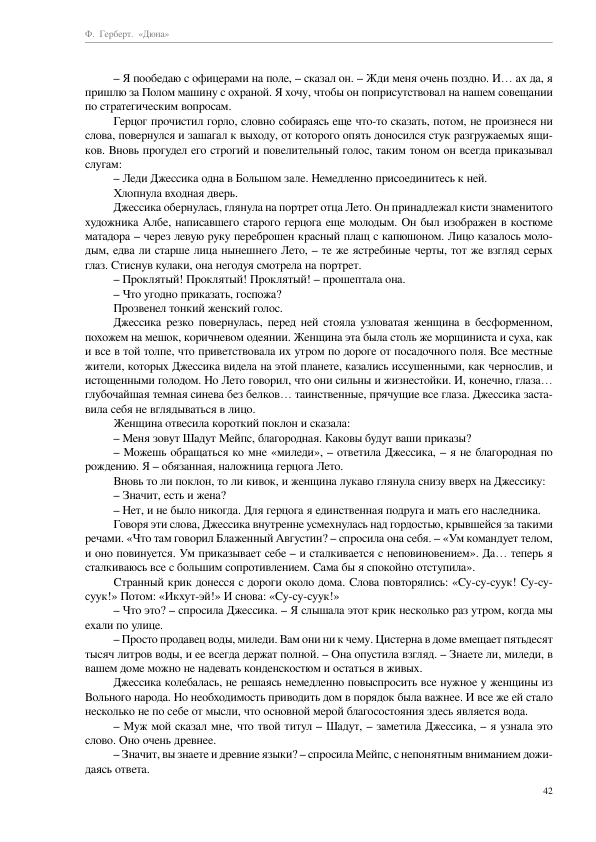 Ф. Герберт. «Дюна»
– Я пообедаю с офицерами на поле, – сказал он. – Жди меня очень поздно. И… ах да, я
пришлю за Полом машину с охраной. Я хочу, чтобы он поприсутствовал на нашем совещании
по стратегическим вопросам.
Герцог прочистил горло, словно собираясь еще что-то сказать, потом, не произнеся ни
слова, повернулся и зашагал к выходу, от которого опять доносился стук разгружаемых ящи-
ков. Вновь прогудел его строгий и повелительный голос, таким тоном он всегда приказывал
слугам:
– Леди Джессика одна в Большом зале. Немедленно присоединитесь к ней.
Хлопнула входная дверь.
Джессика обернулась, глянула на портрет отца Лето. Он принадлежал кисти знаменитого
художника Албе, написавшего старого герцога еще молодым. Он был изображен в костюме
матадора – через левую руку переброшен красный плащ с капюшоном. Лицо казалось моло-
дым, едва ли старше лица нынешнего Лето, – те же ястребиные черты, тот же взгляд серых
глаз. Стиснув кулаки, она негодуя смотрела на портрет.
– Проклятый! Проклятый! Проклятый! – прошептала она.
– Что угодно приказать, госпожа?
Прозвенел тонкий женский голос.
Джессика резко повернулась, перед ней стояла узловатая женщина в бесформенном,
похожем на мешок, коричневом одеянии. Женщина эта была столь же морщиниста и суха, как
и все в той толпе, что приветствовала их утром по дороге от посадочного поля. Все местные
жители, которых Джессика видела на этой планете, казались иссушенными, как чернослив, и
истощенными голодом. Но Лето говорил, что они сильны и жизнестойки. И, конечно, глаза…
глубочайшая темная синева без белков… таинственные, прячущие все глаза. Джессика заста-
вила себя не вглядываться в лицо.
Женщина отвесила короткий поклон и сказала:
– Меня зовут Шадут Мейпс, благородная. Каковы будут ваши приказы?
– Можешь обращаться ко мне «миледи», – ответила Джессика, – я не благородная по
рождению. Я – обязанная, наложница герцога Лето.
Вновь то ли поклон, то ли кивок, и женщина лукаво глянула снизу вверх на Джессику:
– Значит, есть и жена?
– Нет, и не было никогда. Для герцога я единственная подруга и мать его наследника.
Говоря эти слова, Джессика внутренне усмехнулась над гордостью, крывшейся за такими
речами. «Что там говорил Блаженный Августин? – спросила она себя. – «Ум командует телом,
и оно повинуется. Ум приказывает себе – и сталкивается с неповиновением». Да… теперь я
сталкиваюсь все с большим сопротивлением. Сама бы я спокойно отступила».
Странный крик донесся с дороги около дома. Слова повторялись: «Су-су-суук! Су-су-
суук!» Потом: «Икхут-эй!» И снова: «Су-су-суук!»
– Что это? – спросила Джессика. – Я слышала этот крик несколько раз утром, когда мы
ехали по улице.
– Просто продавец воды, миледи. Вам они ни к чему. Цистерна в доме вмещает пятьдесят
тысяч литров воды, и ее всегда держат полной. – Она опустила взгляд. – Знаете ли, миледи, в
вашем доме можно не надевать конденскостюм и остаться в живых.
Джессика колебалась, не решаясь немедленно выспросить все нужное у женщины из
Вольного народа. Но необходимость приводить дом в порядок была важнее. И все же ей стало
несколько не по себе от мысли, что основной мерой благосостояния здесь является вода.
– Муж мой сказал мне, что твой титул – Шадут, – заметила Джессика, – я узнала это
слово. Оно очень древнее.
– Значит, вы знаете и древние языки? – спросила Мейпс, с непонятным вниманием дожи-
даясь ответа.
42